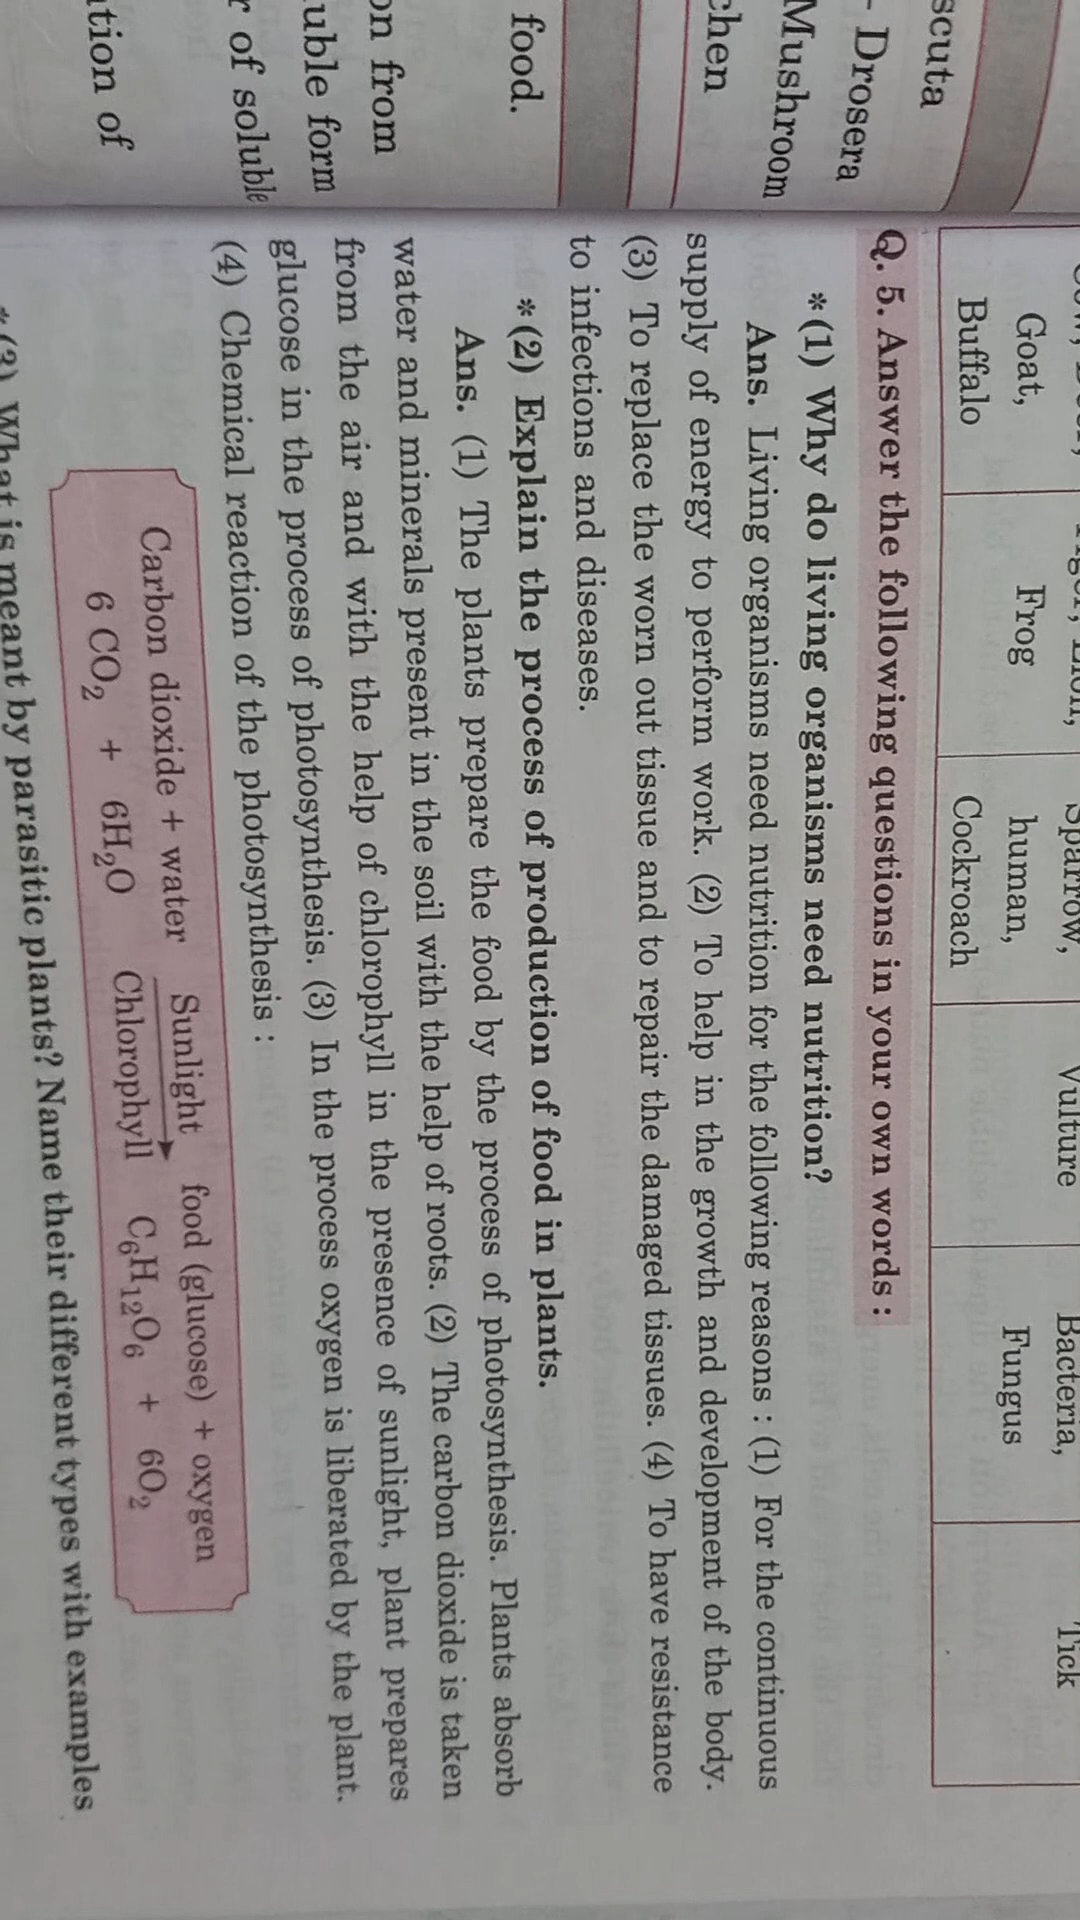 scuta
- Drosera
Mushroom
chen
food.
on from
uble form
r of soluble
tion of
Goat,
Buffalo
Frog
Lion,
Sparrow,
human,
Cockroach
Vulture
Bacteria,
Fungus
Tick
Q. 5. Answer the following questions in your own words :
*(1) Why do living organisms need nutrition?
Ans. Living organisms need nutrition for the following reasons : (1) For the continuous
supply of energy to perform work. (2) To help in the growth and development of the body.
(3) To replace the worn out tissue and to repair the damaged tissues. (4) To have resistance
to infections and diseases.
*(2) Explain the process of production of food in plants.
Ans. (1) The plants prepare the food by the process of photosynthesis. Plants absorb
water and minerals present in the soil with the help of roots. (2) The carbon dioxide is taken
from the air and with the help of chlorophyll in the presence of sunlight, plant prepares
glucose in the process of photosynthesis. (3) In the process oxygen is liberated by the plant.
(4) Chemical reaction of the photosynthesis :
Carbon dioxide + water Sunlight food (glucose) + oxygen
6 CO₂ + 6H₂O Chlorophyll C₆H₁₂O₆ + 6O₂
*(3) What is meant by parasitic plants? Name their different types with examples